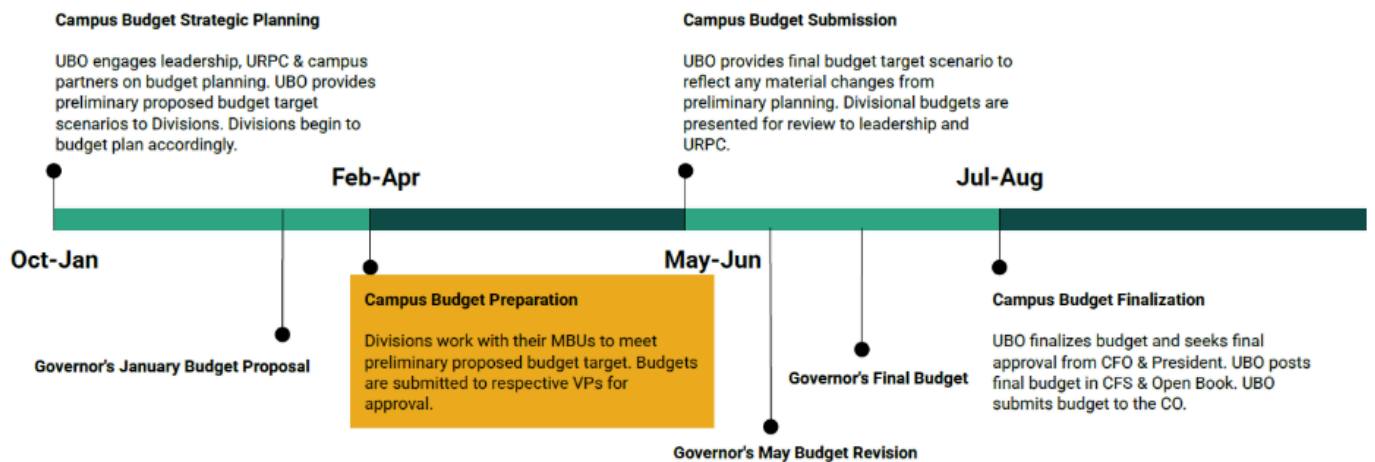 Campus Budget Strategic Planning
UBO engages leadership, URPC & campus
partners on budget planning. UBO provides
preliminary proposed budget target
scenarios to Divisions. Divisions begin to
budget plan accordingly.
Campus Budget Submission
UBO provides final budget target scenario to
reflect any material changes from
preliminary planning. Divisional budgets are
presented for review to leadership and
URPC.
Feb-Apr
Jul-Aug
Oct-Jan
May-Jun
Governor's January Budget Proposal
Campus Budget Preparation
Divisions work with their MBUs to meet
preliminary proposed budget target. Budgets
are submitted to respective VPs for
approval.
Governor's Final Budget
Governor's May Budget Revision
Campus Budget Finalization
UBO finalizes budget and seeks final
approval from CFO & President. UBO posts
final budget in CFS & Open Book. UBO
submits budget to the CO.